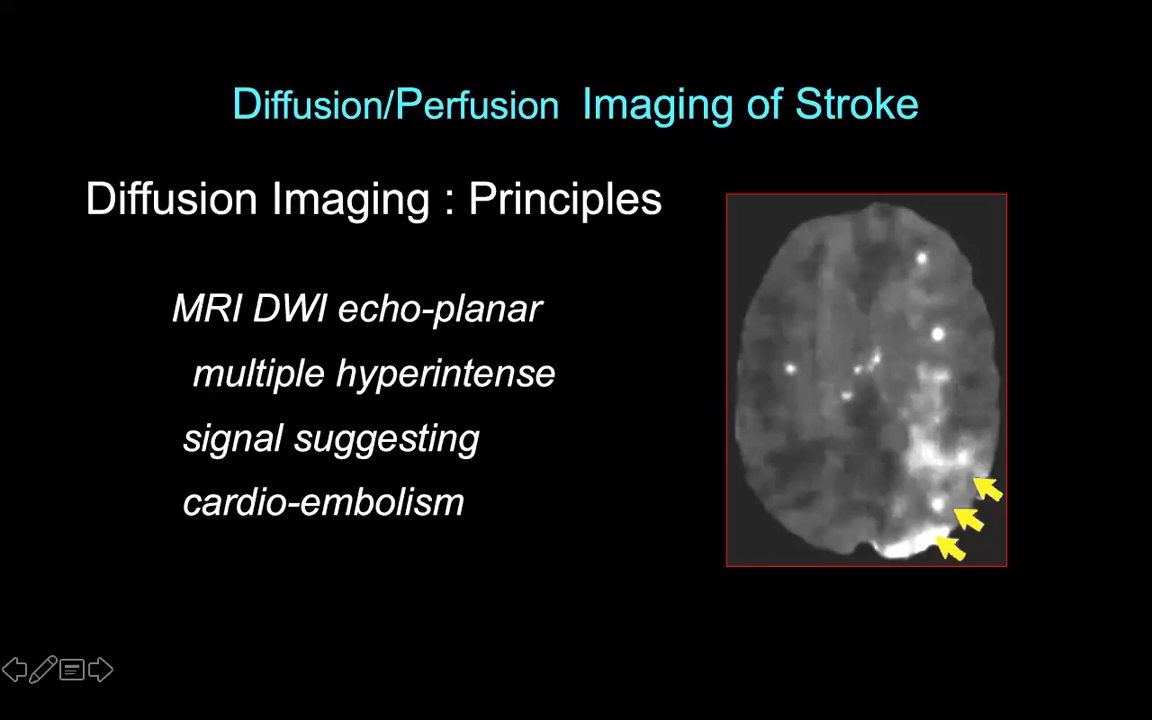 Diffusion/Perfusion Imaging of Stroke
Diffusion Imaging : Principles
MRI DWI echo-planar
multiple hyperintense
signal suggesting
cardio-embolism